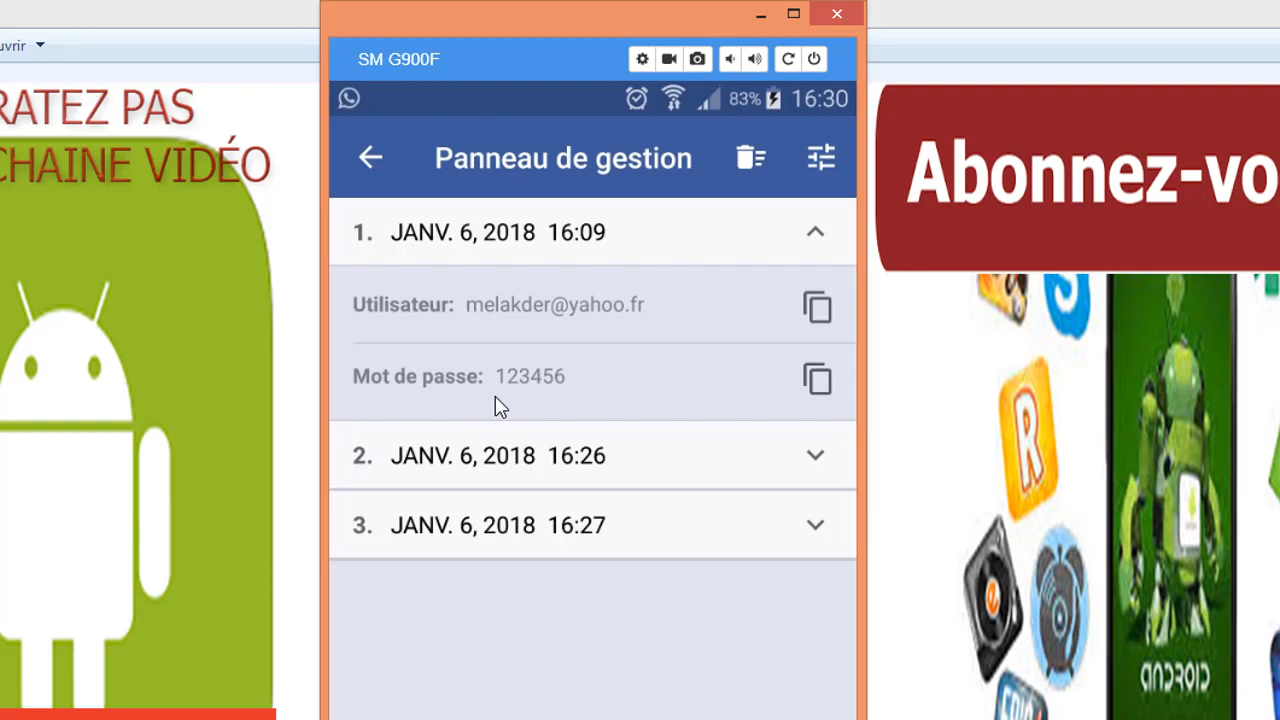 uvrir
RATEZ PAS
CHAINE VIDÉO
SM G900F
83% 16:30
Panneau de gestion
1. JANV. 6, 2018 16:09
Utilisateur: melakder@yahoo.fr
Mot de passe: 123456
2. JANV. 6, 2018 16:26
3. JANV. 6, 2018 16:27
Abonnez-vo
ANDROID